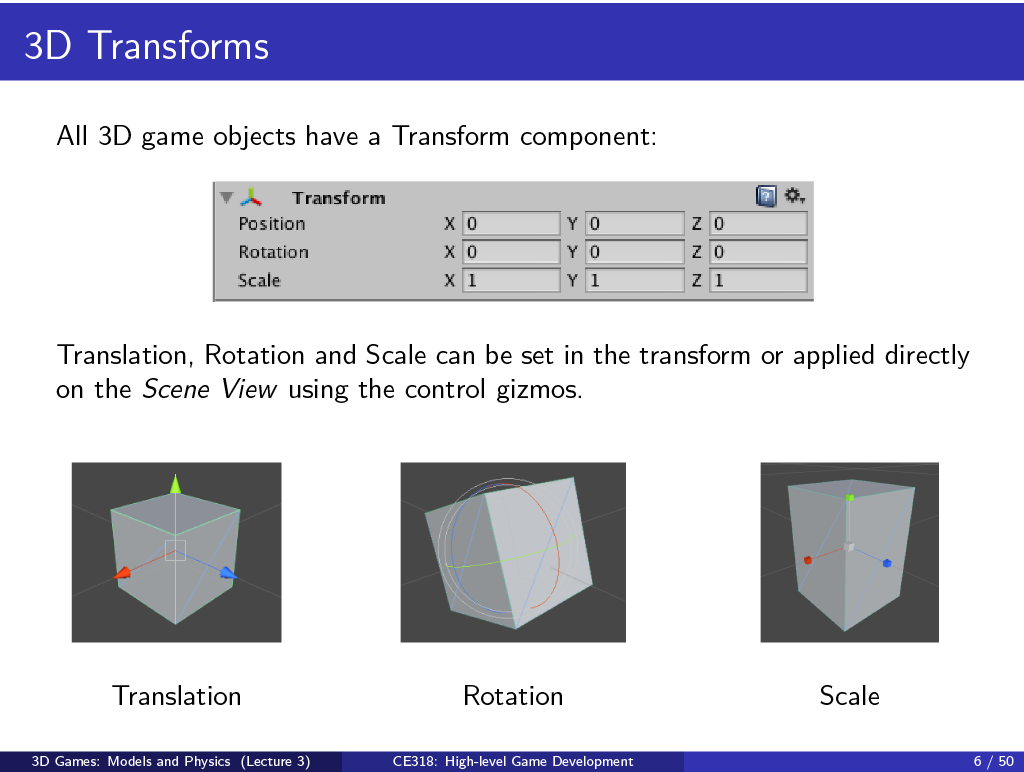 3D Transforms
All 3D game objects have a Transform component:
Transform
Position X 0 Y 0 Z 0
Rotation X 0 Y 0 Z 0
Scale X 1 Y 1 Z 1
Translation, Rotation and Scale can be set in the transform or applied directly
on the Scene View using the control gizmos.
Translation Rotation Scale
3D Games: Models and Physics (Lecture 3) CE318: High-level Game Development 6 / 50